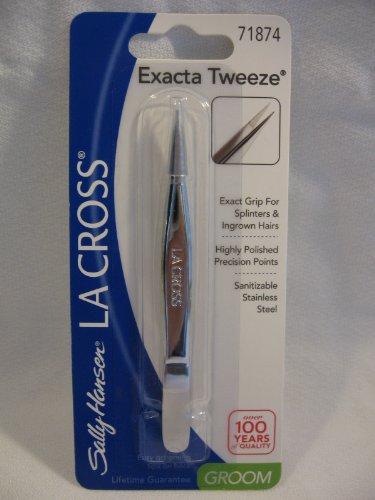 71874
Exacta Tweeze®
Exact Grip For
Splinters &
Ingrown Hairs
Highly Polished
Precision Points
Sanitizable
Stainless
Steel
Sally Hansen®
LA CROSS®
LA CROSS
over
100
YEARS
OF QUALITY
Lifetime Guarantee
GROOM